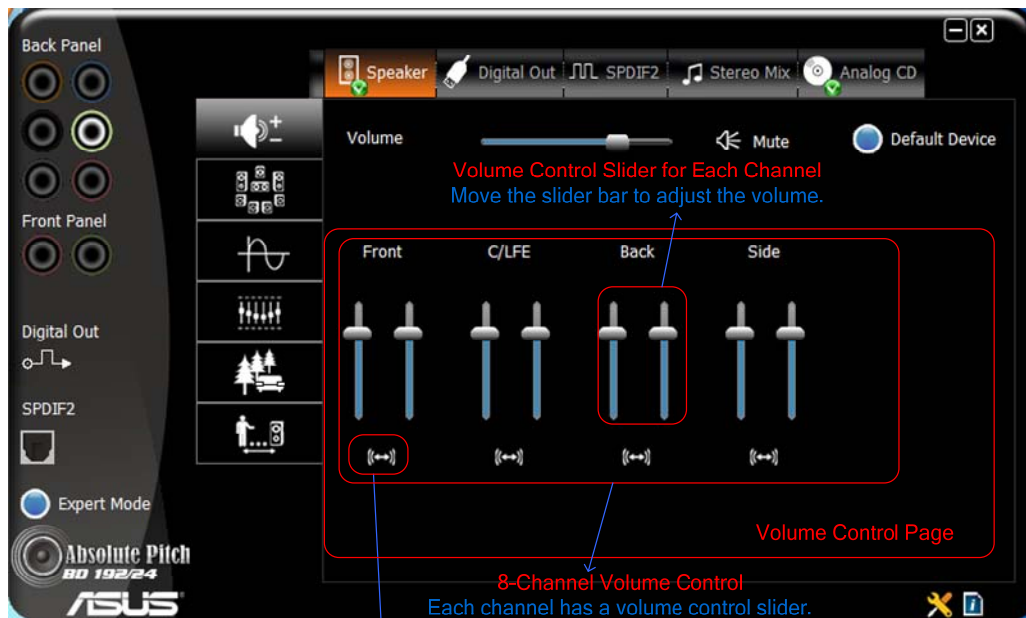 Back Panel
Speaker
Digital Out
SPDIF2
Stereo Mix
Analog CD
Volume
Mute
Default Device
Volume Control Slider for Each Channel
Move the slider bar to adjust the volume.
Front Panel
Front
C/LFE
Back
Side
Digital Out
SPDIF2
Expert Mode
Volume Control Page
Absolute Pitch
BD 192/24
8-Channel Volume Control
ASUS
Each channel has a volume control slider.